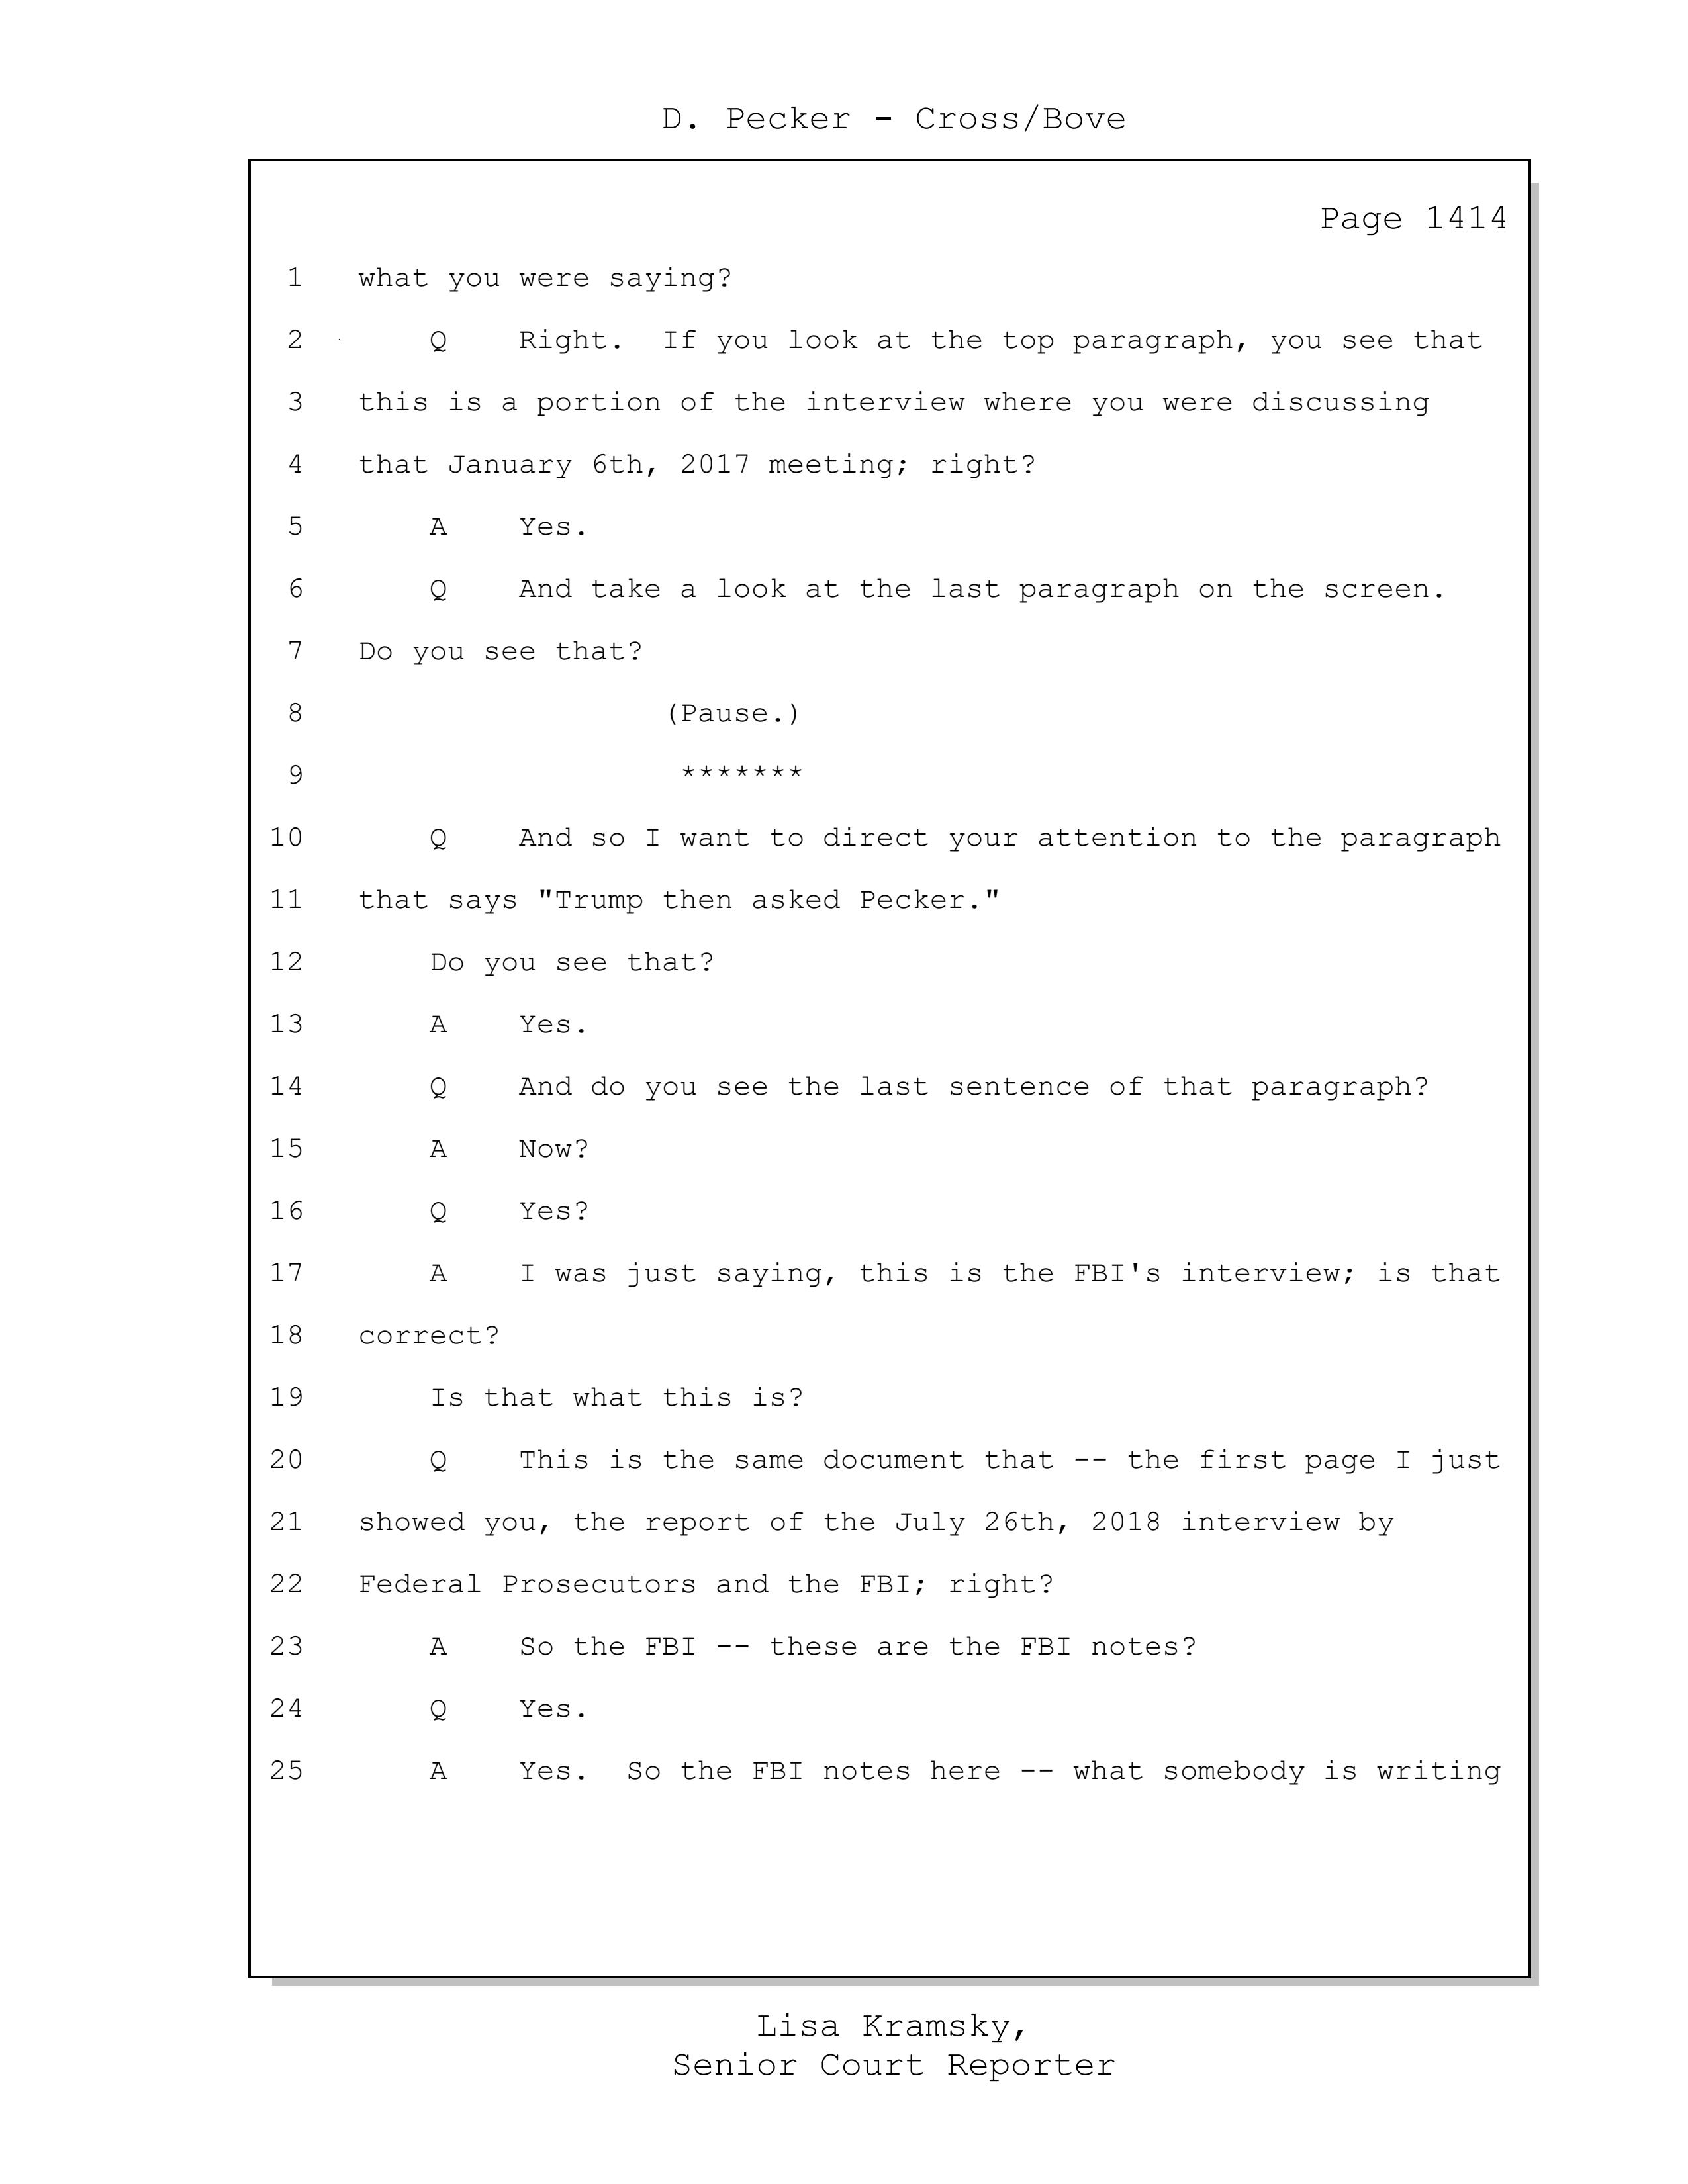 D. Pecker - Cross/Bove
Page 1414
1 what you were saying?
2 Q Right. If you look at the top paragraph, you see that
3 this is a portion of the interview where you were discussing
4 that January 6th, 2017 meeting; right?
5 A Yes.
6 Q And take a look at the last paragraph on the screen.
7 Do you see that?
8 (Pause.)
9 *******
10 Q And so I want to direct your attention to the paragraph
11 that says "Trump then asked Pecker."
12 Do you see that?
13 A Yes.
14 Q And do you see the last sentence of that paragraph?
15 A Now?
16 Q Yes?
17 A I was just saying, this is the FBI's interview; is that
18 correct?
19 Is that what this is?
20 Q This is the same document that -- the first page I just
21 showed you, the report of the July 26th, 2018 interview by
22 Federal Prosecutors and the FBI; right?
23 A So the FBI -- these are the FBI notes?
24 Q Yes.
25 A Yes. So the FBI notes here -- what somebody is writing
Lisa Kramsky,
Senior Court Reporter